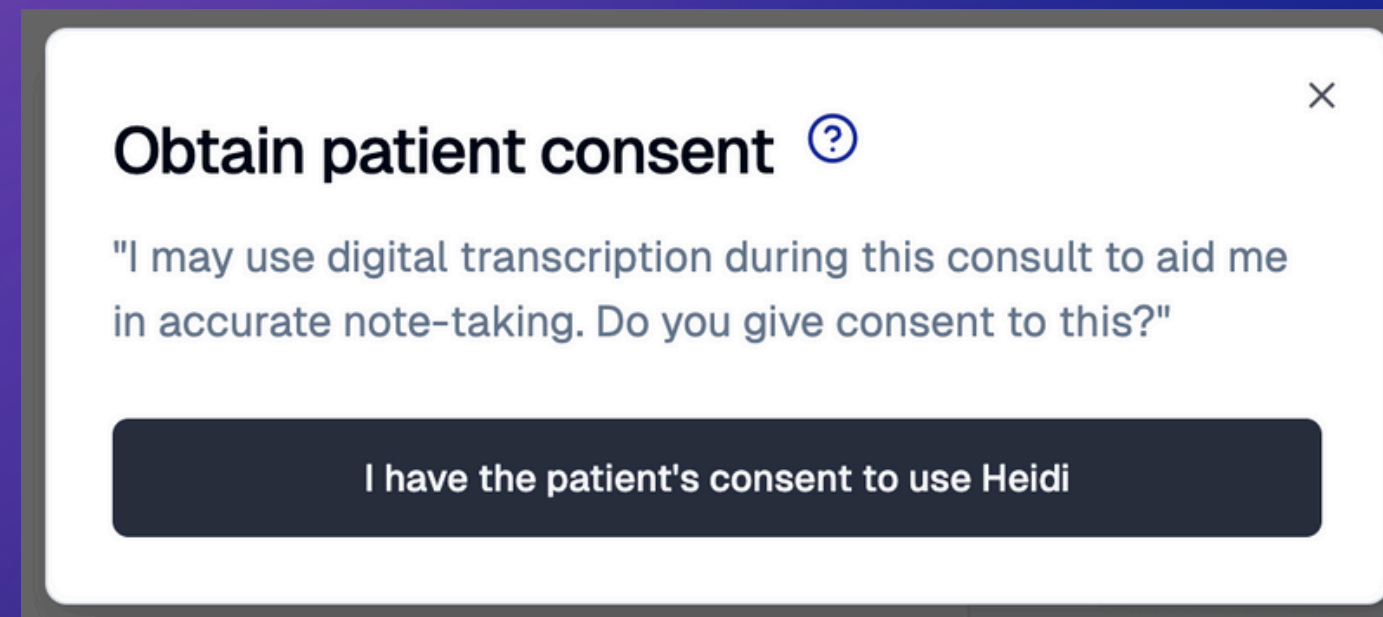 Obtain patient consent ?
"I may use digital transcription during this consult to aid me
in accurate note-taking. Do you give consent to this?"
I have the patient's consent to use Heidi